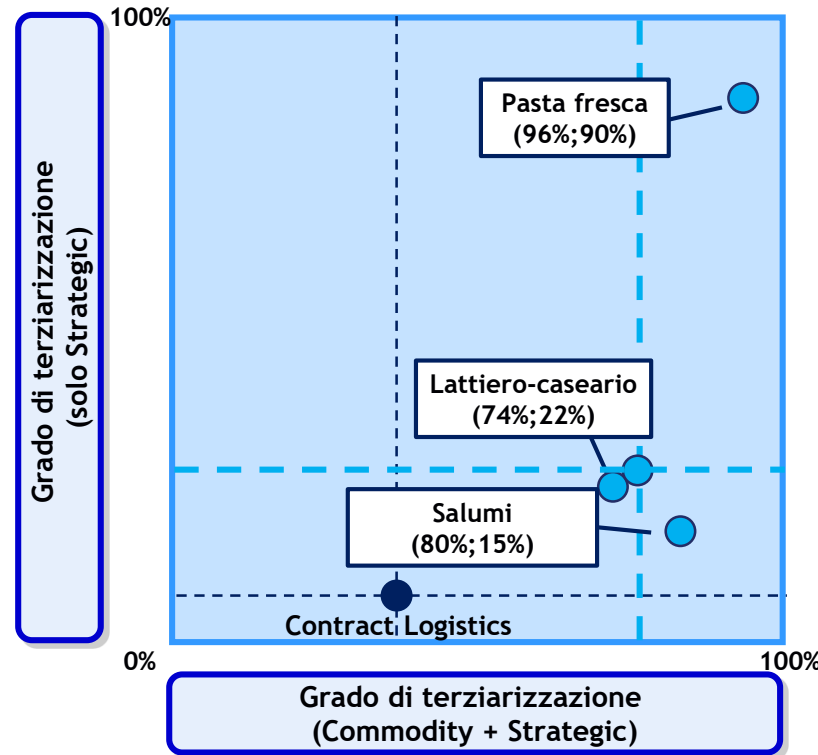 100%
Grado di terziarizzazione
(solo Strategic)
Pasta fresca
(96%;90%)
Lattiero-caseario
(74%;22%)
Salumi
(80%;15%)
Contract Logistics
0%
100%
Grado di terziarizzazione
(Commodity + Strategic)